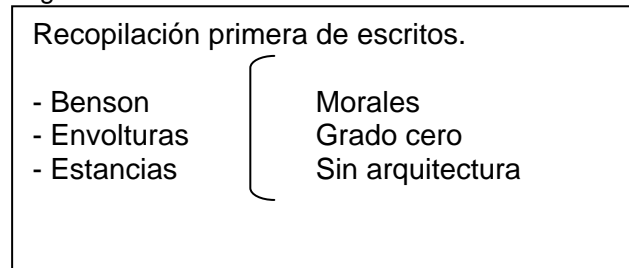 Recopilación primera de escritos.
- Benson Morales
- Envolturas Grado cero
- Estancias Sin arquitectura